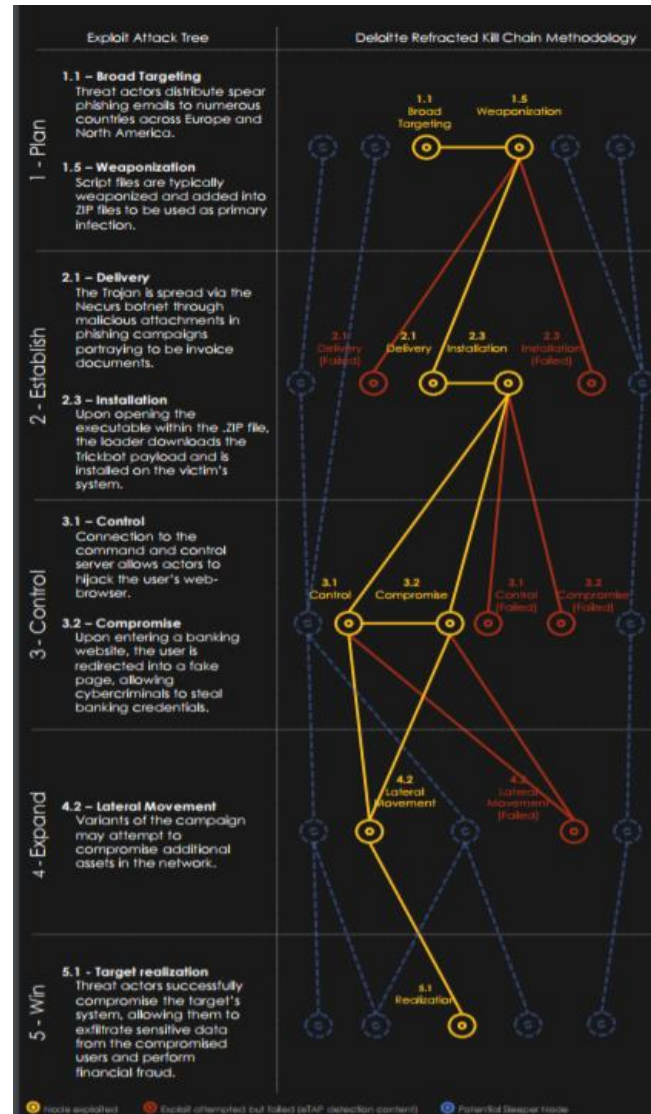 Exploit Attack Tree
Deloitte Refracted Kill Chain Methodology
1 - Plan
1.1 – Broad Targeting
Threat actors distribute spear
phishing emails to numerous
countries across Europe and
North America.
1.5 – Weaponization
Script files are typically
weaponized and added into
ZIP files to be used as primary
infection.
1.1
Broad
Targeting
1.5
Weaponization
2 - Establish
2.1 – Delivery
The Trojan is spread via the
Necurs botnet through
malicious attachments in
phishing campaigns
portraying to be invoice
documents.
2.3 – Installation
Upon opening the
executable within the .ZIP file,
the loader downloads the
Trickbot payload and is
installed on the victim's
system.
2.1
Delivery
(Failed)
2.1
Delivery
2.3
Installation
2.3
Installation
(Failed)
3 - Control
3.1 – Control
Connection to the
command and control
server allows actors to
hijack the user's web-
browser.
3.2 – Compromise
Upon entering a banking
website, the user is
redirected into a fake
page, allowing
cybercriminals to steal
banking credentials.
3.1
Control
3.2
Compromise
3.1
Control
(Failed)
3.2
Compromise
(Failed)
4 - Expand
4.2 – Lateral Movement
Variants of the campaign
may attempt to
compromise additional
assets in the network.
4.2
Lateral
Movement
4.2
Lateral
Movement
(Failed)
5 - Win
5.1 - Target realization
Threat actors successfully
compromise the target's
system, allowing them to
exfiltrate sensitive data
from the compromised
users and perform
financial fraud.
5.1
Realization
Node exploited
Exploit attempted but failed (eTAP detection content)
Potential Sleeper Node